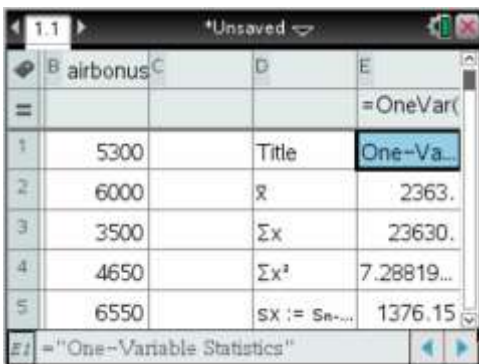 1.1 *Unsaved
B airbonus C D E
= =OneVar(
1 5300 Title One-Va...
2 6000 x̄ 2363.
3 3500 Σx 23630.
4 4650 Σx² 7.28819...
5 6550 sx := sₙ₋... 1376.15
E1 ="One-Variable Statistics"